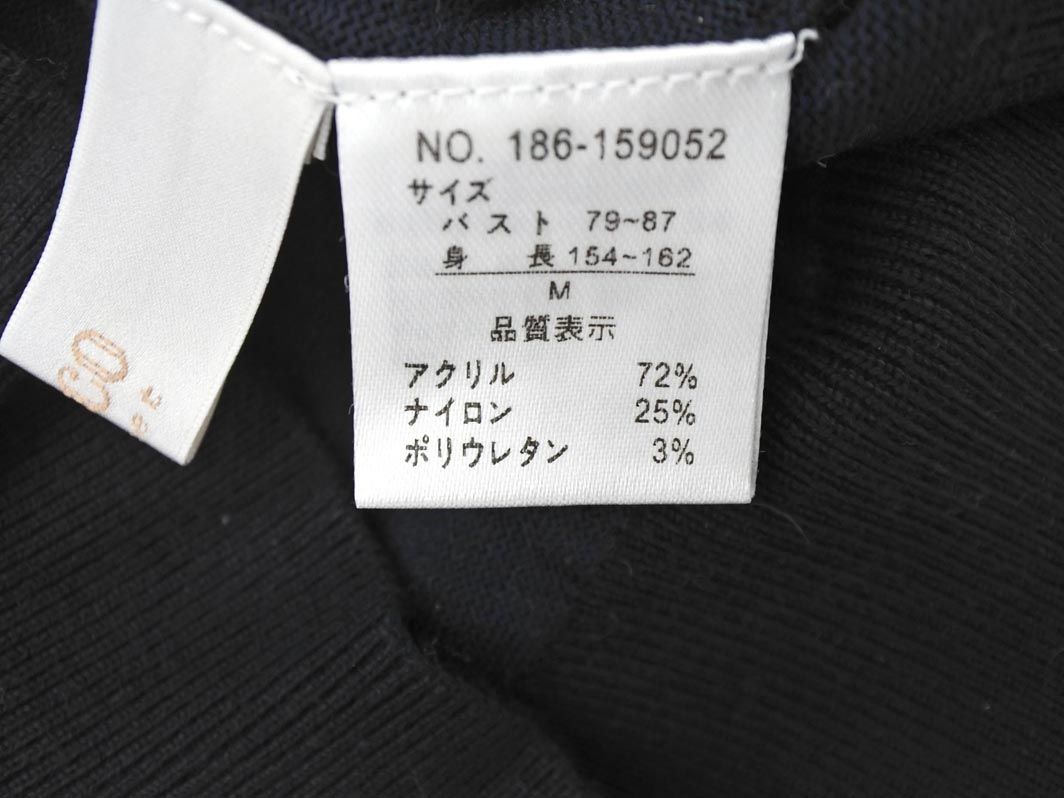 NO. 186-159052
サイズ
バスト 79~87
身長 154~162
M
品質表示
アクリル 72%
ナイロン 25%
ポリウレタン 3%